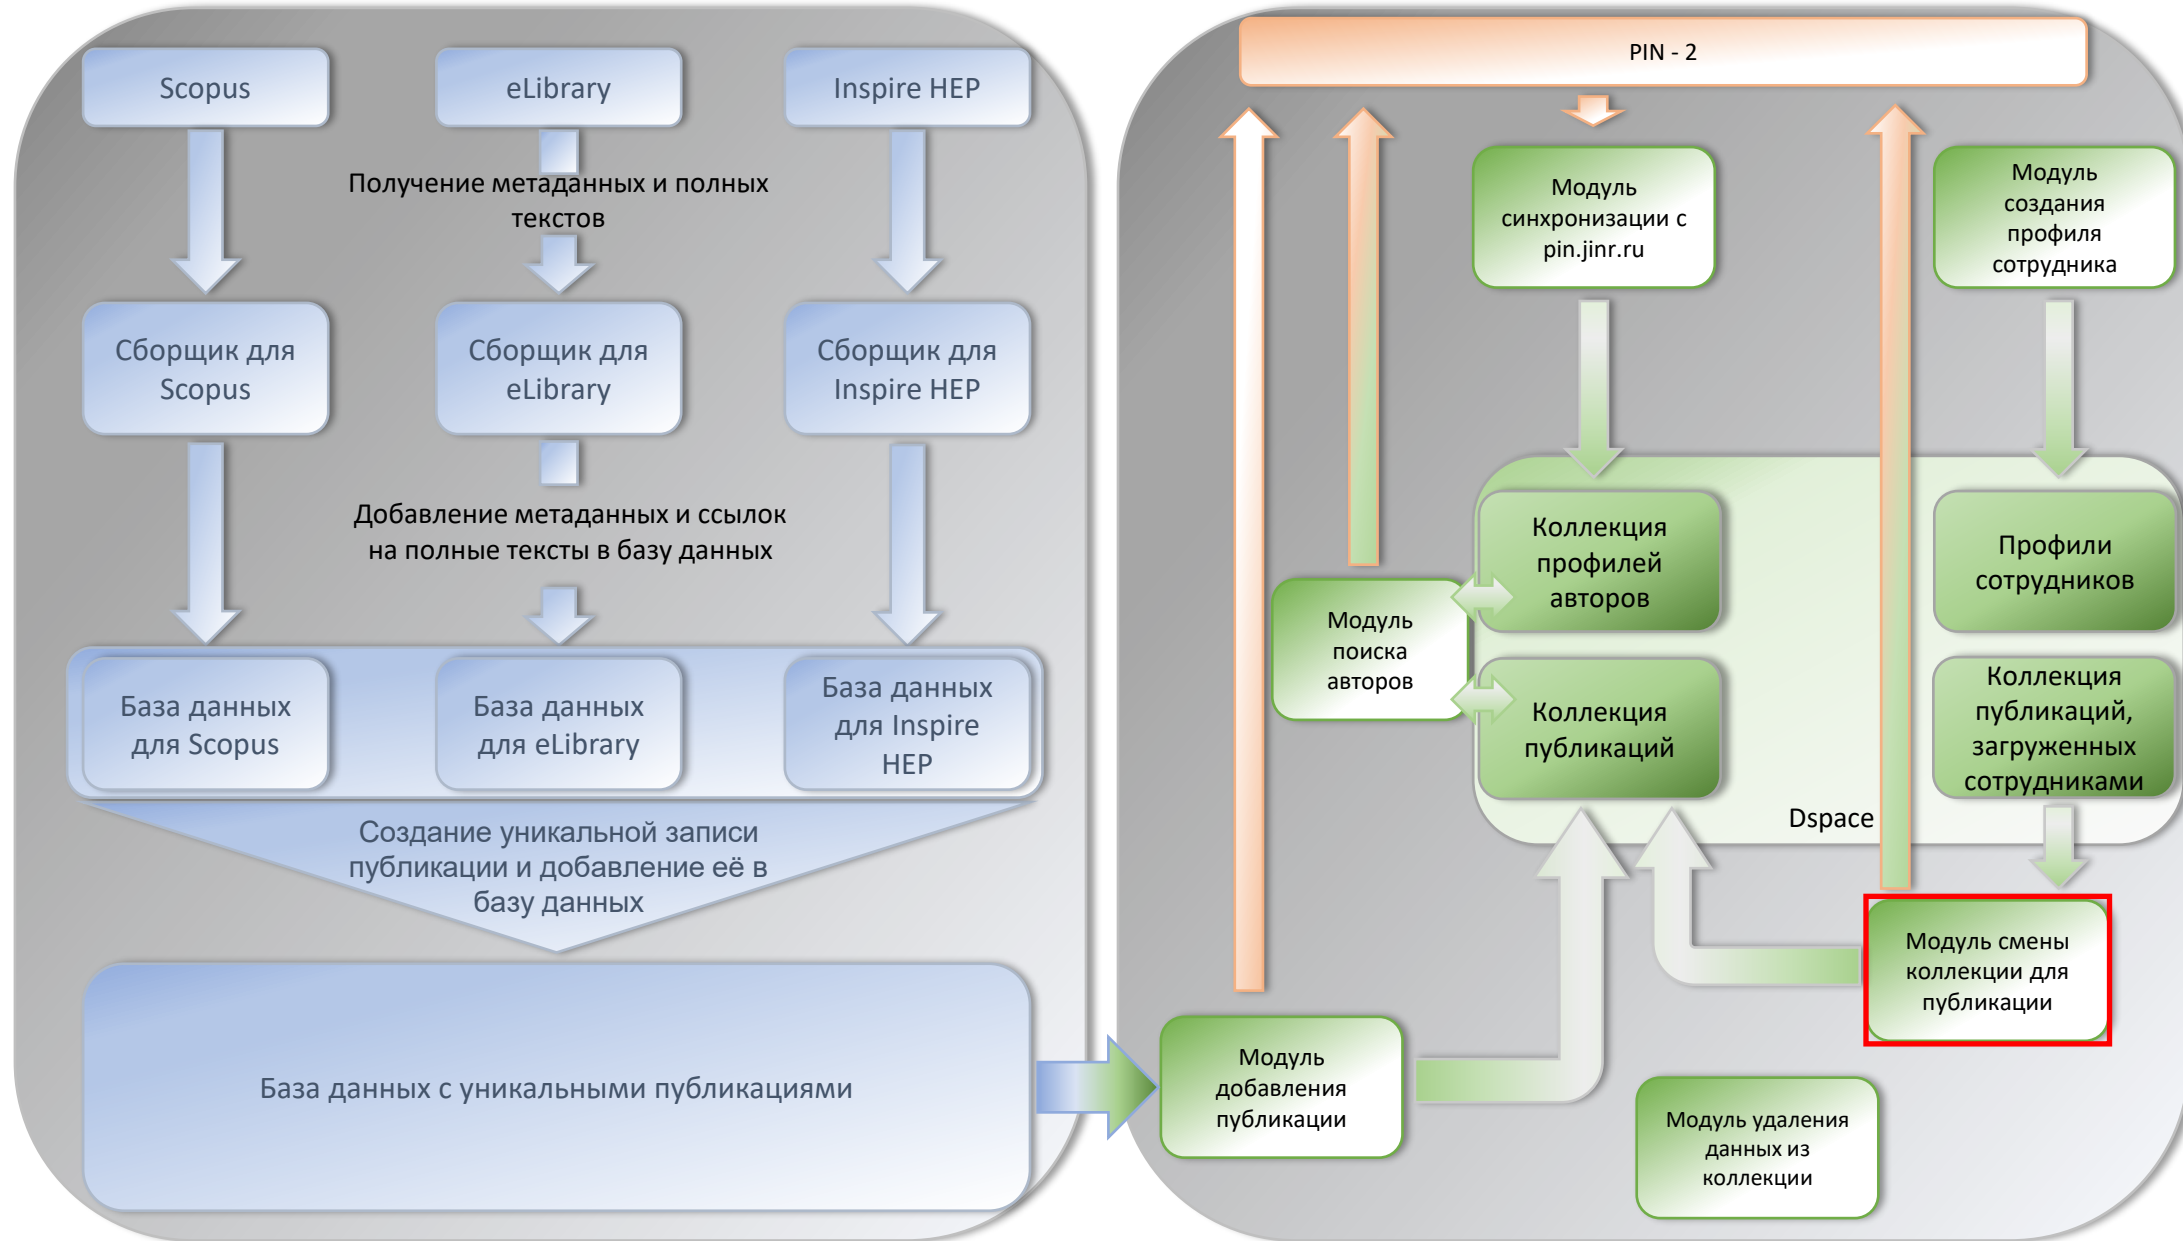 Scopus
eLibrary
Inspire HEP
Получение метаданных и полных
текстов
Сборщик для
Scopus
Сборщик для
eLibrary
Сборщик для
Inspire HEP
Добавление метаданных и ссылок
на полные тексты в базу данных
База данных
для Scopus
База данных
для eLibrary
База данных
для Inspire
HEP
Создание уникальной записи
публикации и добавление её в
базу данных
База данных с уникальными публикациями
PIN - 2
Модуль
синхронизации с
pin.jinr.ru
Модуль
создания
профиля
сотрудника
Коллекция
профилей
авторов
Профили
сотрудников
Модуль
поиска
авторов
Коллекция
публикаций
Коллекция
публикаций,
загруженных
сотрудниками
Dspace
Модуль смены
коллекции для
публикации
Модуль
добавления
публикации
Модуль удаления
данных из
коллекции